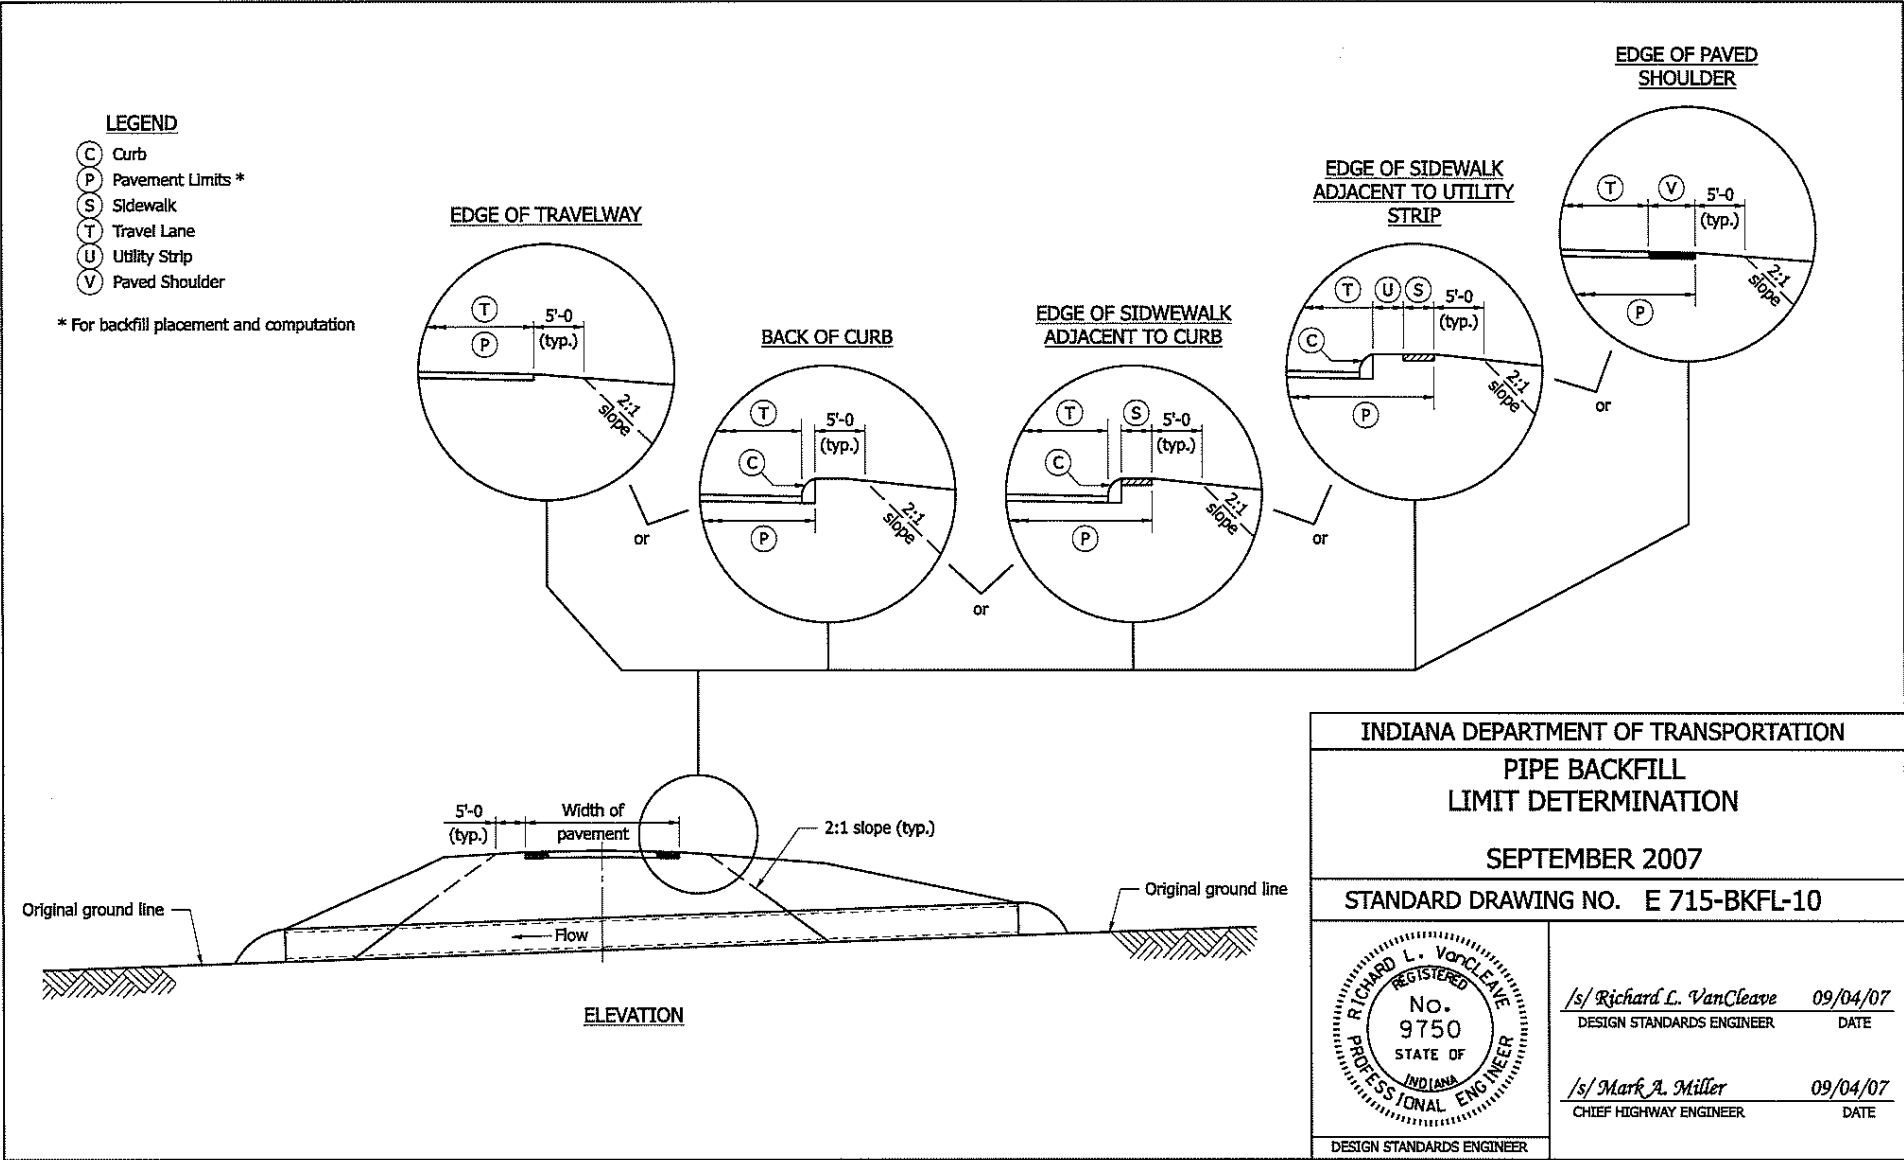 LEGEND
C Curb
P Pavement Limits *
S Sidewalk
T Travel Lane
U Utility Strip
V Paved Shoulder
* For backfill placement and computation
EDGE OF TRAVELWAY
T
P
5'-0
(typ.)
2:1
slope
or
BACK OF CURB
T
5'-0
(typ.)
C
P
2:1
slope
or
EDGE OF SIDWEWALK
ADJACENT TO CURB
T
S
5'-0
(typ.)
C
P
2:1
slope
or
EDGE OF SIDEWALK
ADJACENT TO UTILITY
STRIP
T
U
S
5'-0
(typ.)
C
P
2:1
slope
or
EDGE OF PAVED
SHOULDER
T
V
5'-0
(typ.)
P
2:1
slope
5'-0
(typ.)
Width of
pavement
2:1 slope (typ.)
Original ground line
Original ground line
Flow
ELEVATION
INDIANA DEPARTMENT OF TRANSPORTATION
PIPE BACKFILL
LIMIT DETERMINATION
SEPTEMBER 2007
STANDARD DRAWING NO. E 715-BKFL-10
RICHARD L. VanCLEAVE
REGISTERED
No.
9750
STATE OF
INDIANA
PROFESSIONAL ENGINEER
DESIGN STANDARDS ENGINEER
/s/ Richard L. VanCleave 09/04/07
DESIGN STANDARDS ENGINEER DATE
/s/ Mark A. Miller 09/04/07
CHIEF HIGHWAY ENGINEER DATE